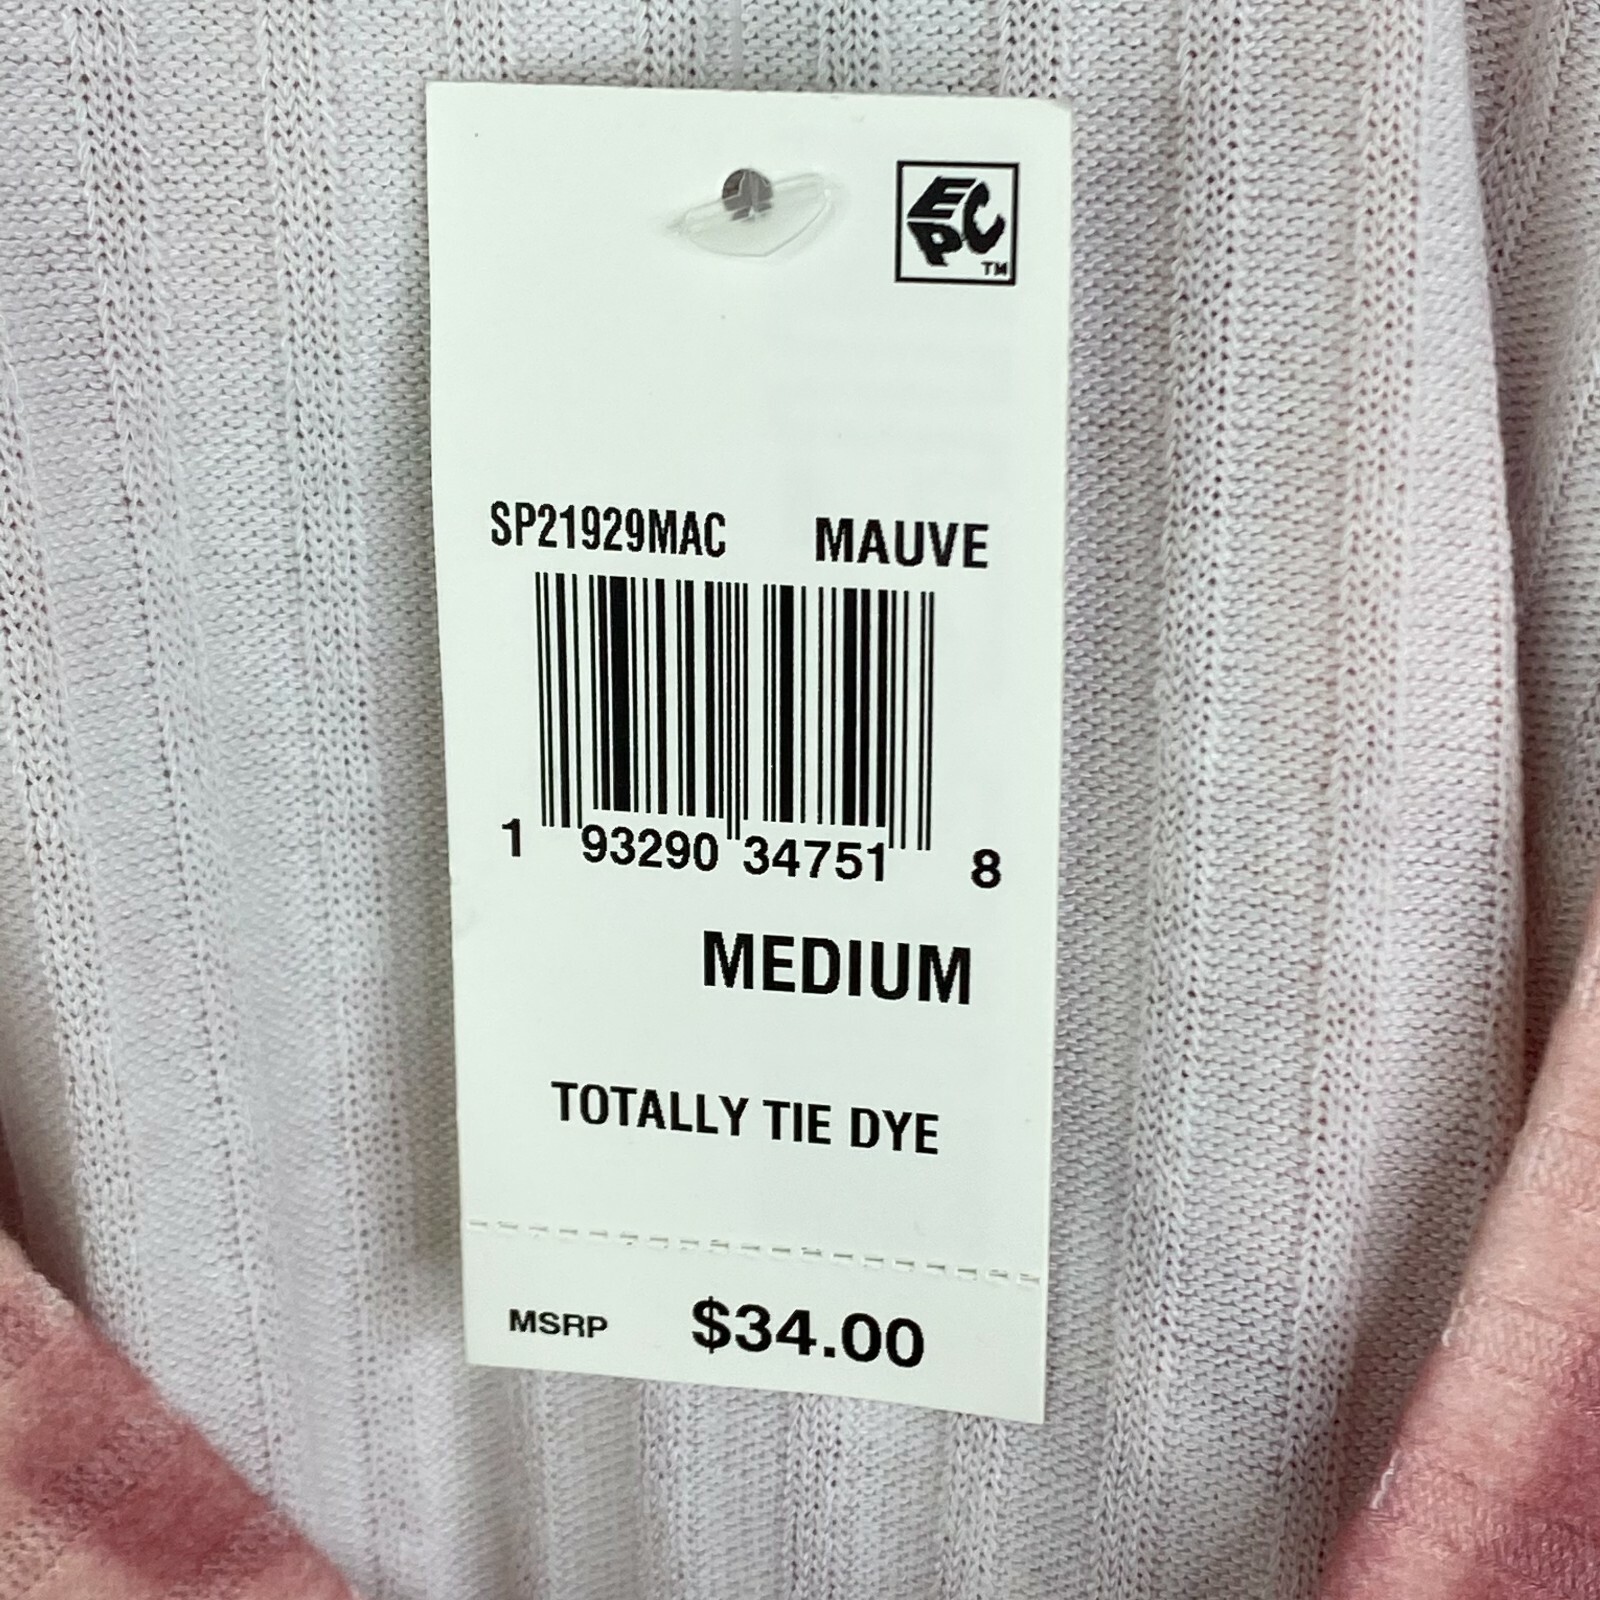 EPC
TM
SP21929MAC MAUVE
1 93290 34751 8
MEDIUM
TOTALLY TIE DYE
MSRP $34.00